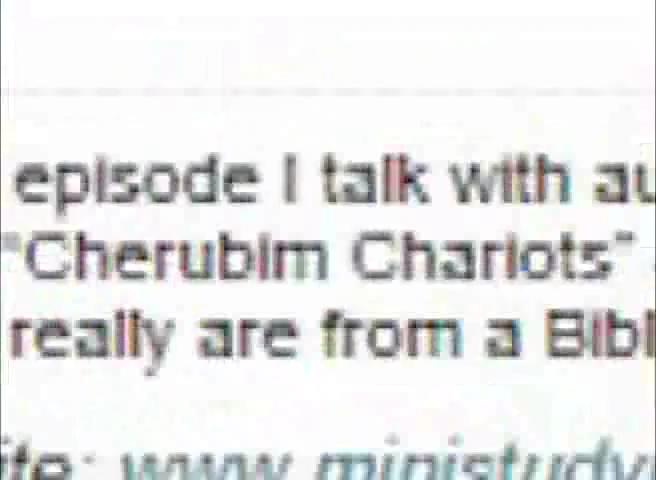 episode I talk with au
"Cherubim Chariots"
really are from a Bibl
ite: www.ministudy